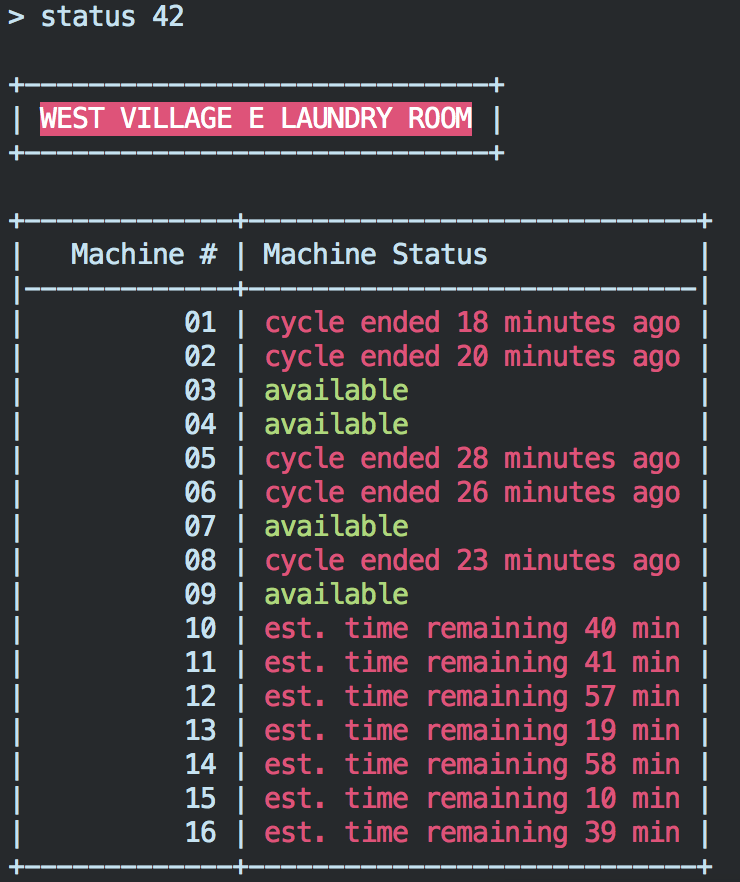 > status 42
+-----------------------------+
| WEST VILLAGE E LAUNDRY ROOM |
+-----------------------------+
+-------------+----------------------------+
|   Machine # | Machine Status             |
|-------------+----------------------------|
|          01 | cycle ended 18 minutes ago |
|          02 | cycle ended 20 minutes ago |
|          03 | available                  |
|          04 | available                  |
|          05 | cycle ended 28 minutes ago |
|          06 | cycle ended 26 minutes ago |
|          07 | available                  |
|          08 | cycle ended 23 minutes ago |
|          09 | available                  |
|          10 | est. time remaining 40 min |
|          11 | est. time remaining 41 min |
|          12 | est. time remaining 57 min |
|          13 | est. time remaining 19 min |
|          14 | est. time remaining 58 min |
|          15 | est. time remaining 10 min |
|          16 | est. time remaining 39 min |
+-------------+----------------------------+